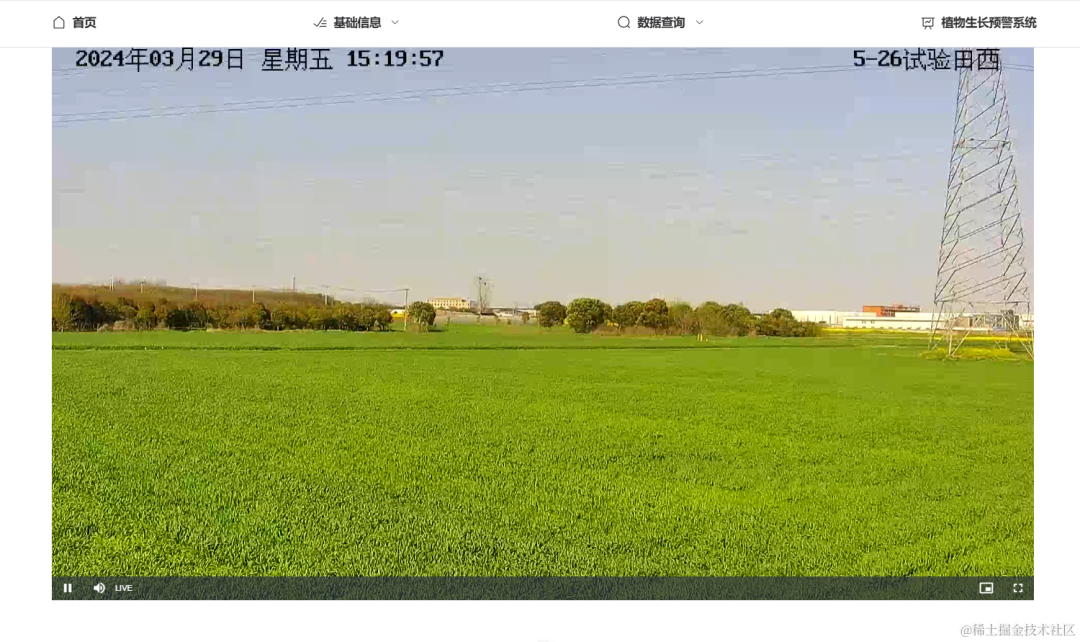 首页
基础信息
数据查询
植物生长预警系统
2024年03月29日 星期五 15:19:57
5-26试验田西
LIVE
@稀土掘金技术社区